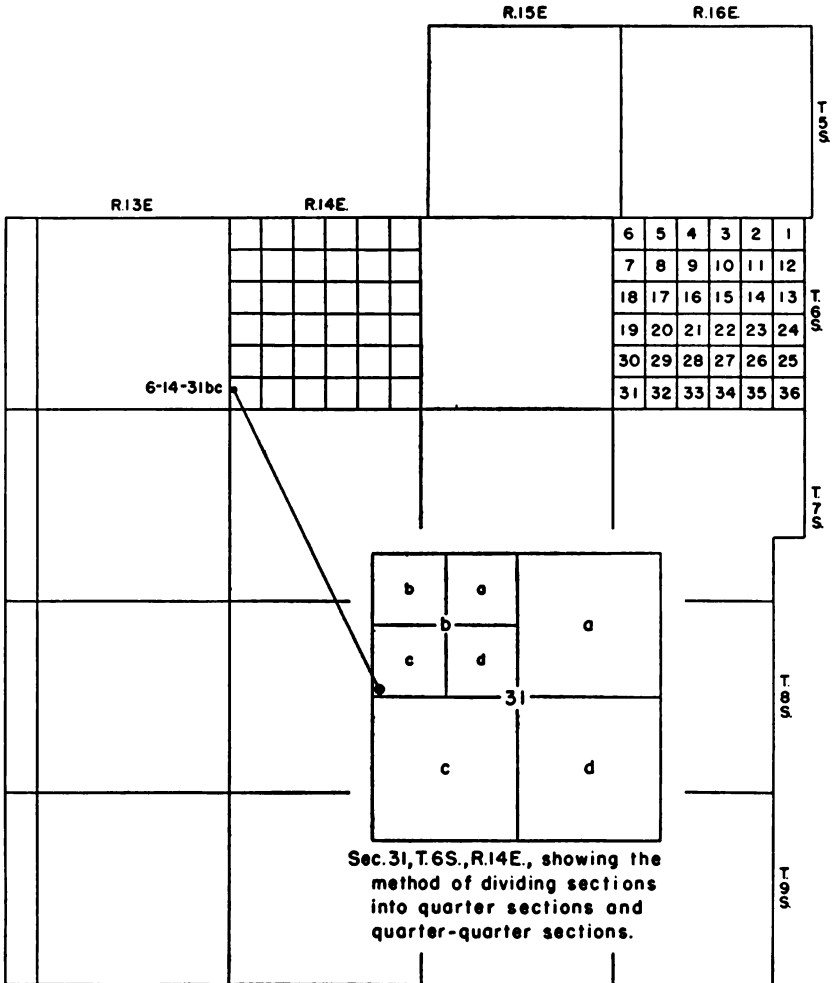 R.15E R.16E.
T
5
S.
R.13E R.14E.
6 5 4 3 2 1
7 8 9 10 11 12
18 17 16 15 14 13
19 20 21 22 23 24
30 29 28 27 26 25
31 32 33 34 35 36
T.
6
S.
6-14-31bc
T.
7
S.
b a
b
a
c d
31
c d
T.
8
S.
Sec.31,T.6S.,R.14E., showing the
method of dividing sections
into quarter sections and
quarter-quarter sections.
T.
9
S.